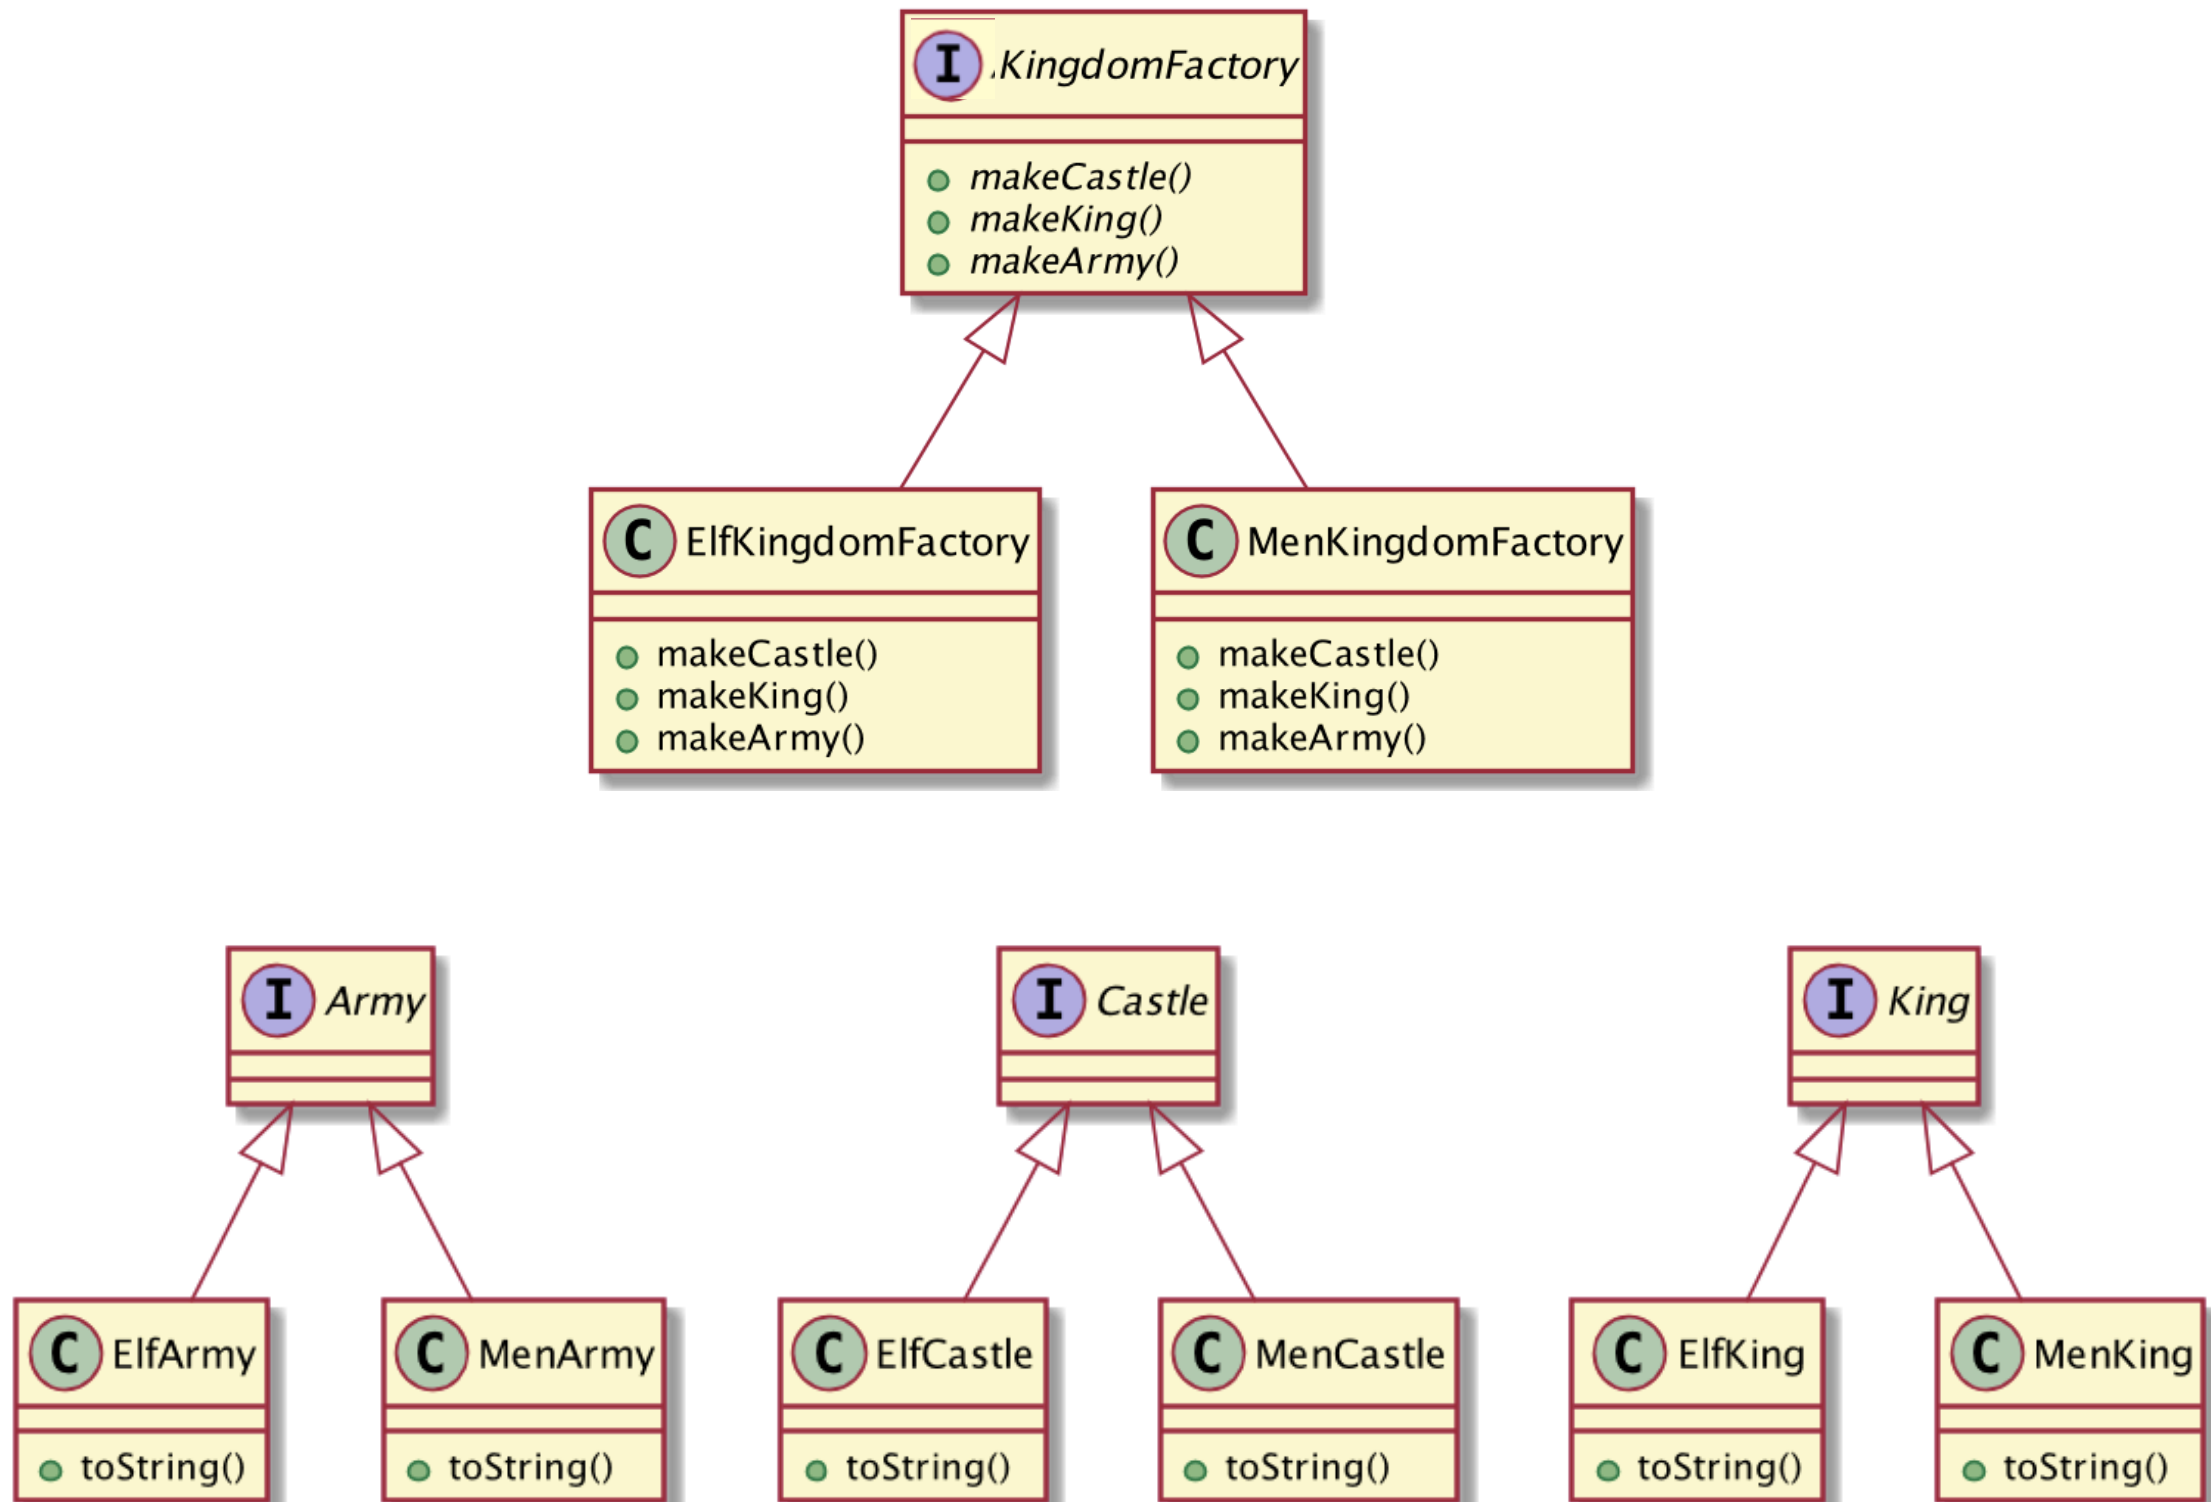 I KingdomFactory
makeCastle()
makeKing()
makeArmy()
C ElfKingdomFactory
makeCastle()
makeKing()
makeArmy()
C MenKingdomFactory
makeCastle()
makeKing()
makeArmy()
I Army
I Castle
I King
C ElfArmy
toString()
C MenArmy
toString()
C ElfCastle
toString()
C MenCastle
toString()
C ElfKing
toString()
C MenKing
toString()